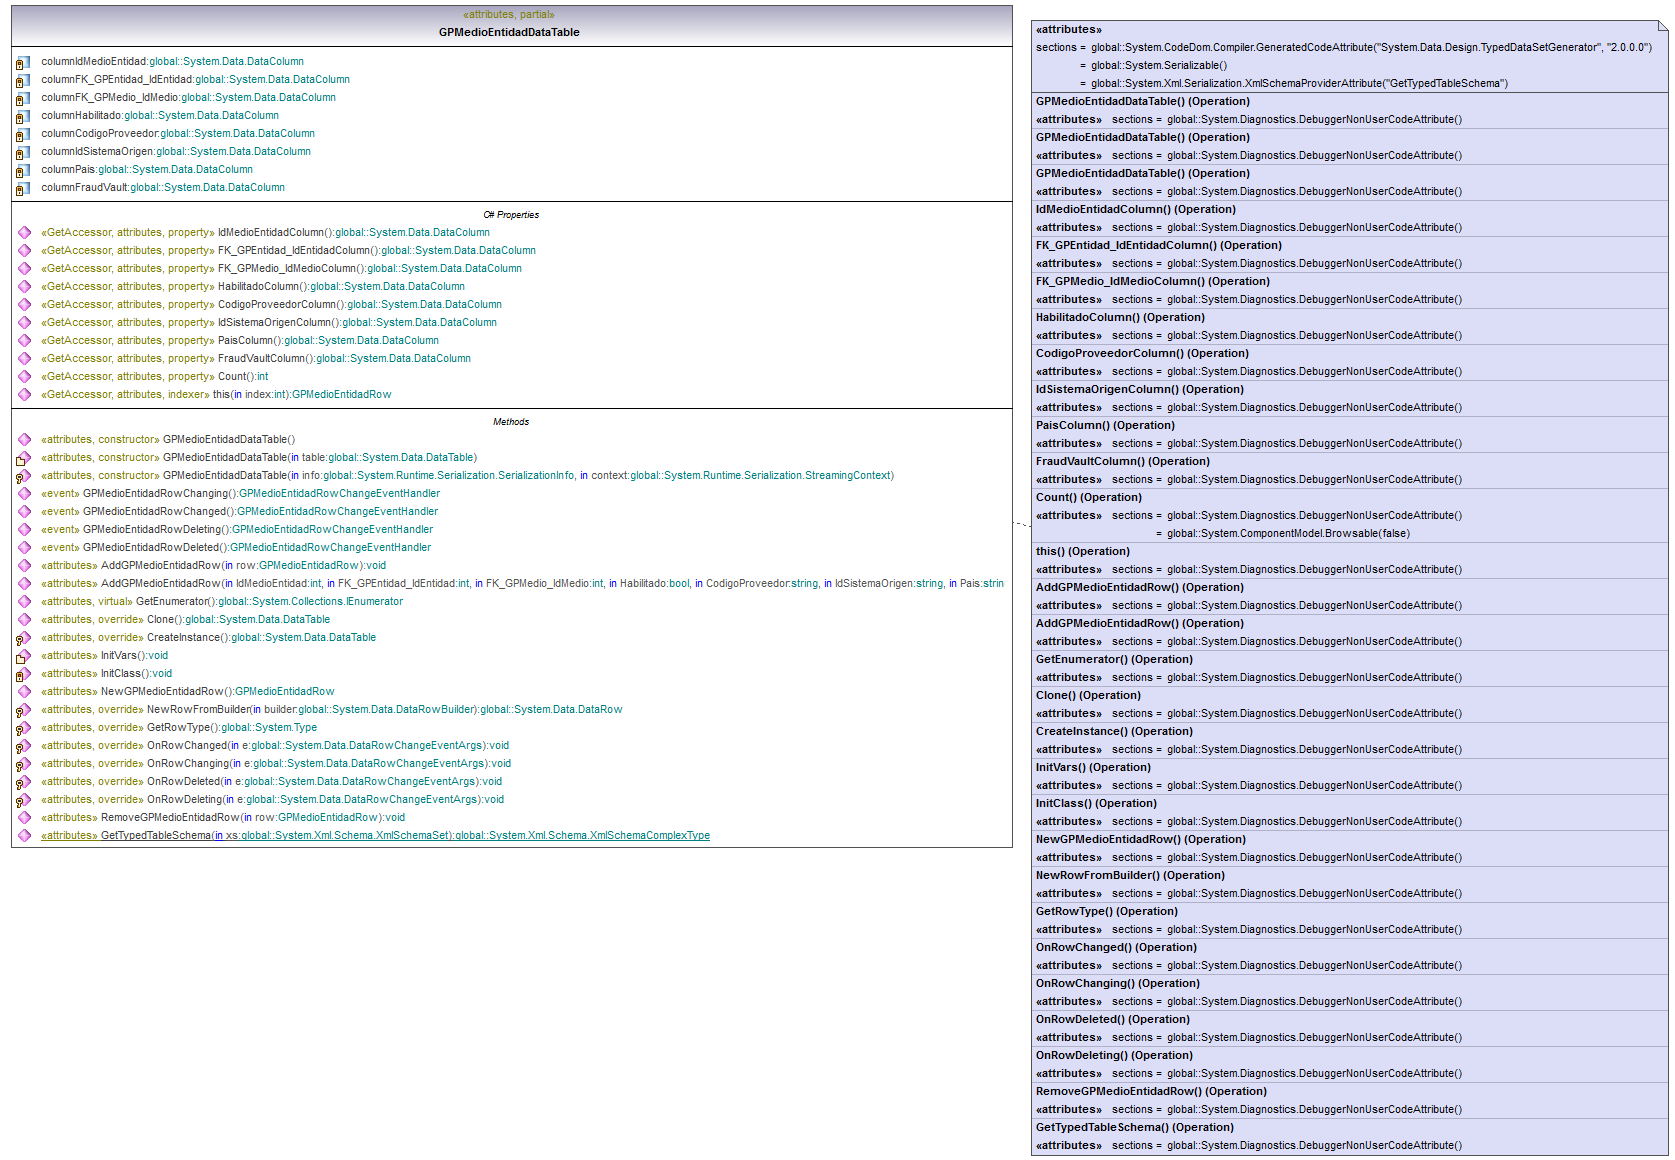 «attributes, partial»
GPMedioEntidadDataTable
columnIdMedioEntidad:global::System.Data.DataColumn
columnFK_GPEntidad_IdEntidad:global::System.Data.DataColumn
columnFK_GPMedio_IdMedio:global::System.Data.DataColumn
columnHabilitado:global::System.Data.DataColumn
columnCodigoProveedor:global::System.Data.DataColumn
columnIdSistemaOrigen:global::System.Data.DataColumn
columnPais:global::System.Data.DataColumn
columnFraudVault:global::System.Data.DataColumn
C# Properties
«GetAccessor, attributes, property» IdMedioEntidadColumn():global::System.Data.DataColumn
«GetAccessor, attributes, property» FK_GPEntidad_IdEntidadColumn():global::System.Data.DataColumn
«GetAccessor, attributes, property» FK_GPMedio_IdMedioColumn():global::System.Data.DataColumn
«GetAccessor, attributes, property» HabilitadoColumn():global::System.Data.DataColumn
«GetAccessor, attributes, property» CodigoProveedorColumn():global::System.Data.DataColumn
«GetAccessor, attributes, property» IdSistemaOrigenColumn():global::System.Data.DataColumn
«GetAccessor, attributes, property» PaisColumn():global::System.Data.DataColumn
«GetAccessor, attributes, property» FraudVaultColumn():global::System.Data.DataColumn
«GetAccessor, attributes, property» Count():int
«GetAccessor, attributes, indexer» this(in index:int):GPMedioEntidadRow
Methods
«attributes, constructor» GPMedioEntidadDataTable()
«attributes, constructor» GPMedioEntidadDataTable(in table:global::System.Data.DataTable)
«attributes, constructor» GPMedioEntidadDataTable(in info:global::System.Runtime.Serialization.SerializationInfo, in context:global::System.Runtime.Serialization.StreamingContext)
«event» GPMedioEntidadRowChanging():GPMedioEntidadRowChangeEventHandler
«event» GPMedioEntidadRowChanged():GPMedioEntidadRowChangeEventHandler
«event» GPMedioEntidadRowDeleting():GPMedioEntidadRowChangeEventHandler
«event» GPMedioEntidadRowDeleted():GPMedioEntidadRowChangeEventHandler
«attributes» AddGPMedioEntidadRow(in row:GPMedioEntidadRow):void
«attributes» AddGPMedioEntidadRow(in IdMedioEntidad:int, in FK_GPEntidad_IdEntidad:int, in FK_GPMedio_IdMedio:int, in Habilitado:bool, in CodigoProveedor:string, in IdSistemaOrigen:string, in Pais:strin
«attributes, virtual» GetEnumerator():global::System.Collections.IEnumerator
«attributes, override» Clone():global::System.Data.DataTable
«attributes, override» CreateInstance():global::System.Data.DataTable
«attributes» InitVars():void
«attributes» InitClass():void
«attributes» NewGPMedioEntidadRow():GPMedioEntidadRow
«attributes, override» NewRowFromBuilder(in builder:global::System.Data.DataRowBuilder):global::System.Data.DataRow
«attributes, override» GetRowType():global::System.Type
«attributes, override» OnRowChanged(in e:global::System.Data.DataRowChangeEventArgs):void
«attributes, override» OnRowChanging(in e:global::System.Data.DataRowChangeEventArgs):void
«attributes, override» OnRowDeleted(in e:global::System.Data.DataRowChangeEventArgs):void
«attributes, override» OnRowDeleting(in e:global::System.Data.DataRowChangeEventArgs):void
«attributes» RemoveGPMedioEntidadRow(in row:GPMedioEntidadRow):void
«attributes» GetTypedTableSchema(in xs:global::System.Xml.Schema.XmlSchemaSet):global::System.Xml.Schema.XmlSchemaComplexType
«attributes»
sections = global::System.CodeDom.Compiler.GeneratedCodeAttribute("System.Data.Design.TypedDataSetGenerator", "2.0.0.0")
= global::System.Serializable()
= global::System.Xml.Serialization.XmlSchemaProviderAttribute("GetTypedTableSchema")
GPMedioEntidadDataTable() (Operation)
«attributes» sections = global::System.Diagnostics.DebuggerNonUserCodeAttribute()
GPMedioEntidadDataTable() (Operation)
«attributes» sections = global::System.Diagnostics.DebuggerNonUserCodeAttribute()
GPMedioEntidadDataTable() (Operation)
«attributes» sections = global::System.Diagnostics.DebuggerNonUserCodeAttribute()
IdMedioEntidadColumn() (Operation)
«attributes» sections = global::System.Diagnostics.DebuggerNonUserCodeAttribute()
FK_GPEntidad_IdEntidadColumn() (Operation)
«attributes» sections = global::System.Diagnostics.DebuggerNonUserCodeAttribute()
FK_GPMedio_IdMedioColumn() (Operation)
«attributes» sections = global::System.Diagnostics.DebuggerNonUserCodeAttribute()
HabilitadoColumn() (Operation)
«attributes» sections = global::System.Diagnostics.DebuggerNonUserCodeAttribute()
CodigoProveedorColumn() (Operation)
«attributes» sections = global::System.Diagnostics.DebuggerNonUserCodeAttribute()
IdSistemaOrigenColumn() (Operation)
«attributes» sections = global::System.Diagnostics.DebuggerNonUserCodeAttribute()
PaisColumn() (Operation)
«attributes» sections = global::System.Diagnostics.DebuggerNonUserCodeAttribute()
FraudVaultColumn() (Operation)
«attributes» sections = global::System.Diagnostics.DebuggerNonUserCodeAttribute()
Count() (Operation)
«attributes» sections = global::System.Diagnostics.DebuggerNonUserCodeAttribute()
= global::System.ComponentModel.Browsable(false)
this() (Operation)
«attributes» sections = global::System.Diagnostics.DebuggerNonUserCodeAttribute()
AddGPMedioEntidadRow() (Operation)
«attributes» sections = global::System.Diagnostics.DebuggerNonUserCodeAttribute()
AddGPMedioEntidadRow() (Operation)
«attributes» sections = global::System.Diagnostics.DebuggerNonUserCodeAttribute()
GetEnumerator() (Operation)
«attributes» sections = global::System.Diagnostics.DebuggerNonUserCodeAttribute()
Clone() (Operation)
«attributes» sections = global::System.Diagnostics.DebuggerNonUserCodeAttribute()
CreateInstance() (Operation)
«attributes» sections = global::System.Diagnostics.DebuggerNonUserCodeAttribute()
InitVars() (Operation)
«attributes» sections = global::System.Diagnostics.DebuggerNonUserCodeAttribute()
InitClass() (Operation)
«attributes» sections = global::System.Diagnostics.DebuggerNonUserCodeAttribute()
NewGPMedioEntidadRow() (Operation)
«attributes» sections = global::System.Diagnostics.DebuggerNonUserCodeAttribute()
NewRowFromBuilder() (Operation)
«attributes» sections = global::System.Diagnostics.DebuggerNonUserCodeAttribute()
GetRowType() (Operation)
«attributes» sections = global::System.Diagnostics.DebuggerNonUserCodeAttribute()
OnRowChanged() (Operation)
«attributes» sections = global::System.Diagnostics.DebuggerNonUserCodeAttribute()
OnRowChanging() (Operation)
«attributes» sections = global::System.Diagnostics.DebuggerNonUserCodeAttribute()
OnRowDeleted() (Operation)
«attributes» sections = global::System.Diagnostics.DebuggerNonUserCodeAttribute()
OnRowDeleting() (Operation)
«attributes» sections = global::System.Diagnostics.DebuggerNonUserCodeAttribute()
RemoveGPMedioEntidadRow() (Operation)
«attributes» sections = global::System.Diagnostics.DebuggerNonUserCodeAttribute()
GetTypedTableSchema() (Operation)
«attributes» sections = global::System.Diagnostics.DebuggerNonUserCodeAttribute()